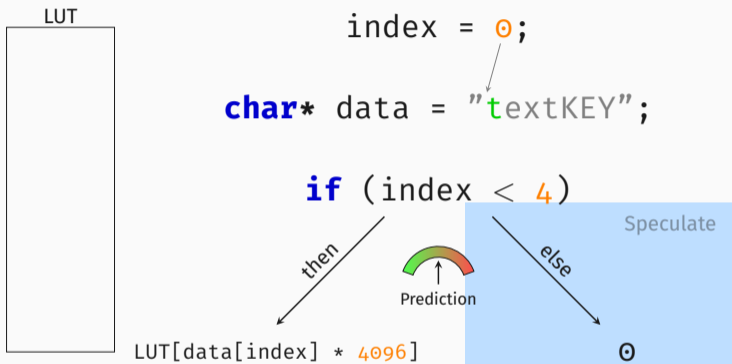 LUT
index = 0;
char* data = "textKEY";
if (index < 4)
Speculate
then
else
Prediction
LUT[data[index] * 4096]
0